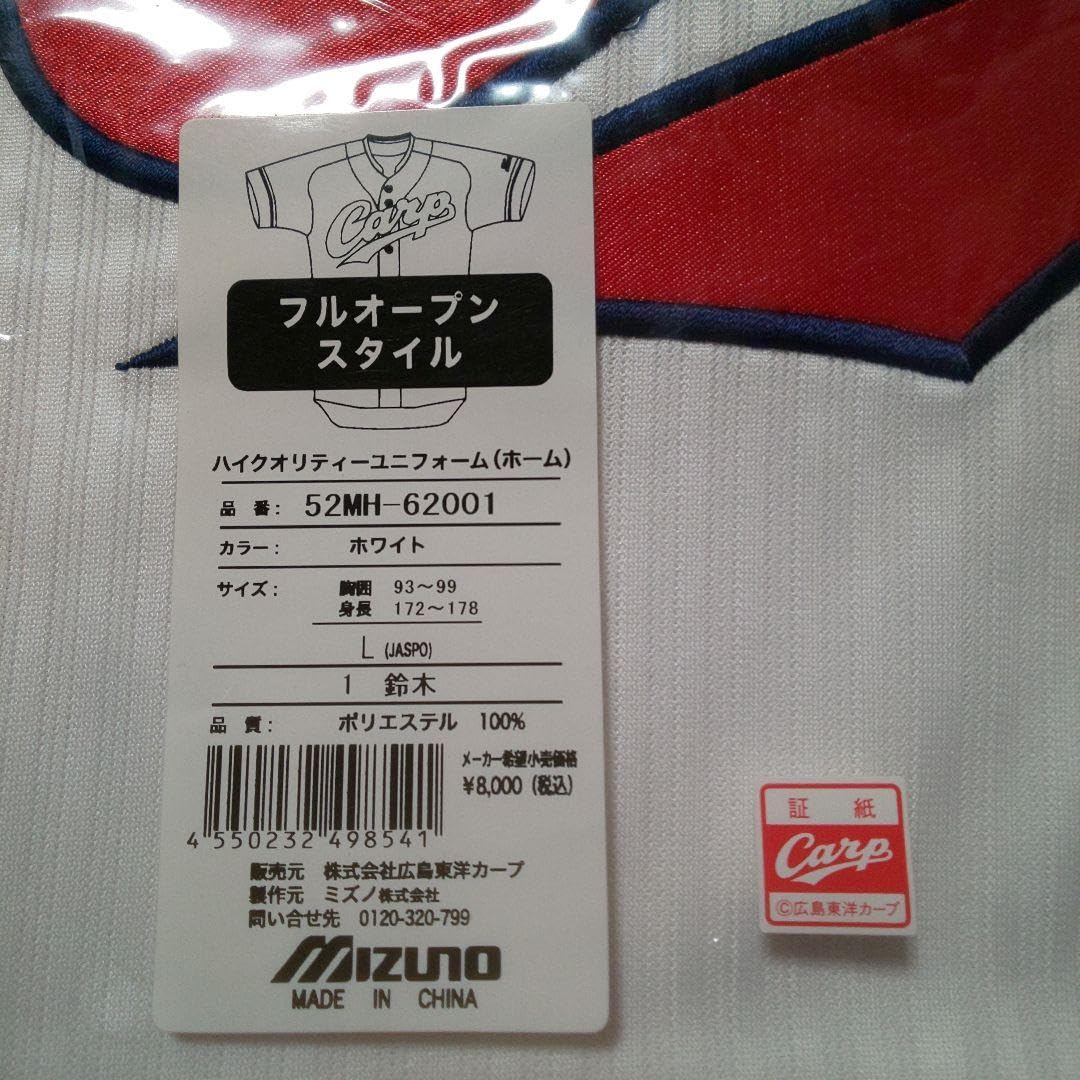 Carp
フルオープン
スタイル
ハイクオリティーユニフォーム(ホーム)
品 番: 52MH-62001
カラー: ホワイト
サイズ: 胸囲 93〜99
身長 172〜178
L (JASPO)
1 鈴木
品 質: ポリエステル 100%
メーカー希望小売価格
¥8,000 (税込)
4 550232 498541
販売元 株式会社広島東洋カープ
製作元 ミズノ株式会社
問い合せ先 0120-320-799
MIZUNO
MADE IN CHINA
証 紙
Carp
©広島東洋カープ